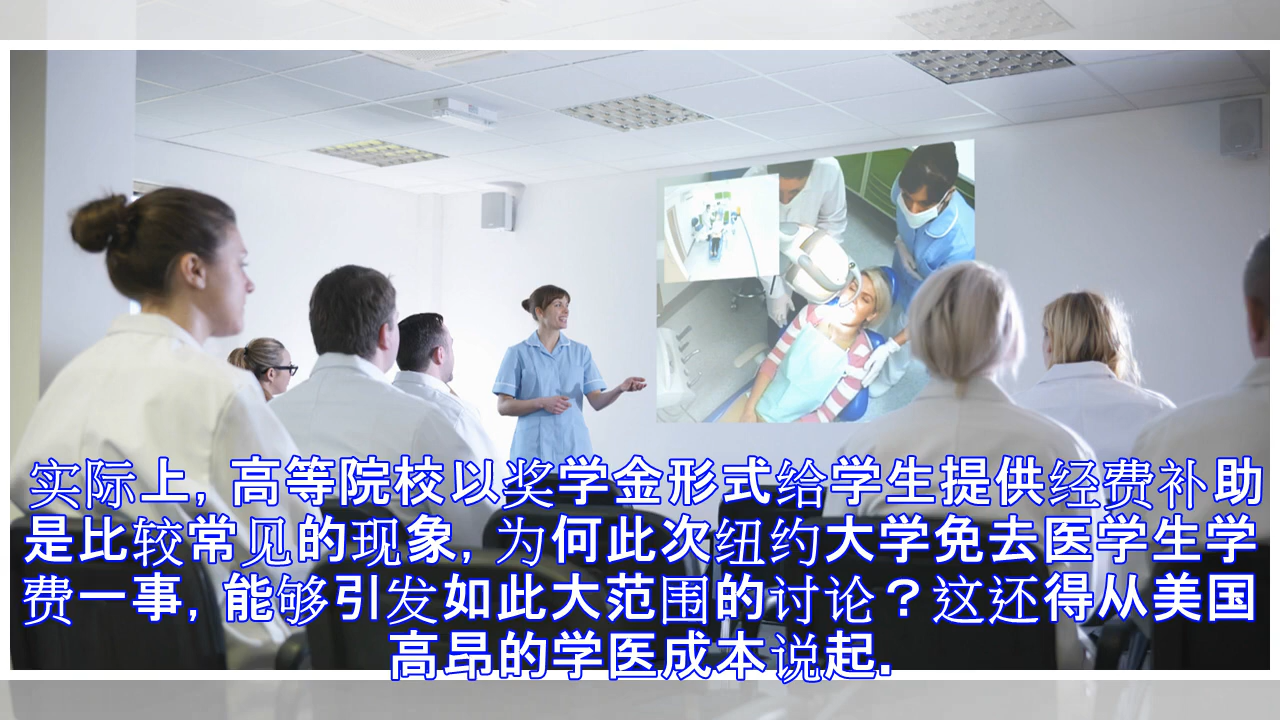 实际上, 高等院校以奖学金形式给学生提供经费补助
是比较常见的现象, 为何此次纽约大学免去医学生学
费一事, 能够引发如此大范围的讨论？这还得从美国
高昂的学医成本说起.